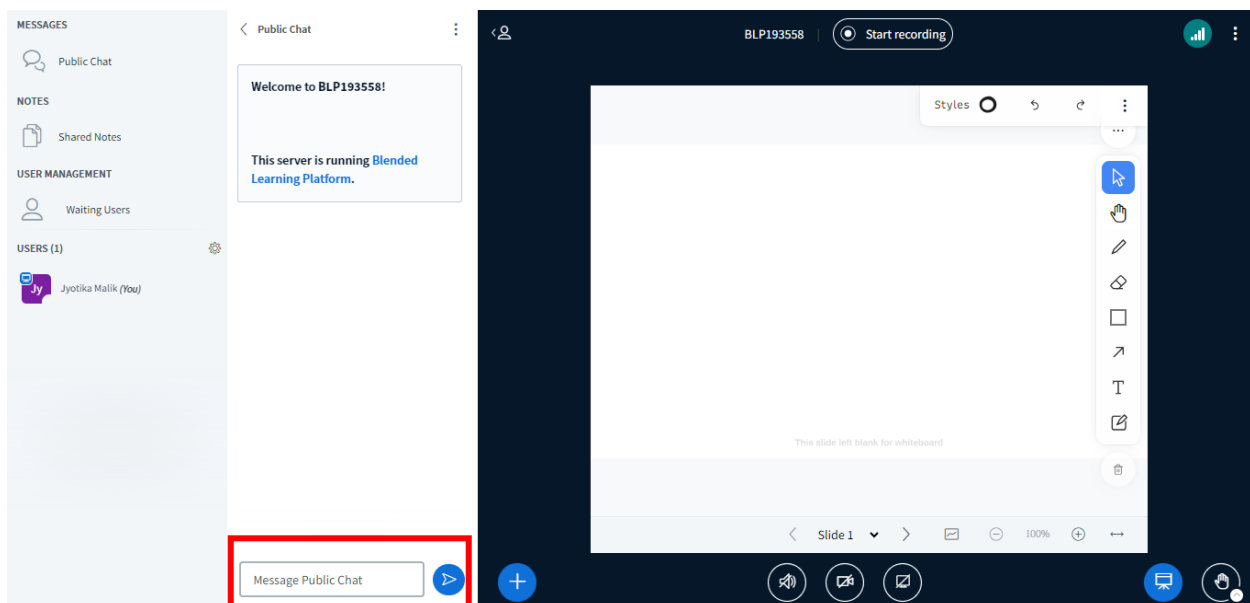 MESSAGES
Public Chat
NOTES
Shared Notes
USER MANAGEMENT
Waiting Users
USERS (1)
Jy
Jyotika Malik (You)
Public Chat
Welcome to BLP193558!
This server is running Blended
Learning Platform.
Message Public Chat
BLP193558
Start recording
Styles
T
This slide left blank for whiteboard
Slide 1
100%